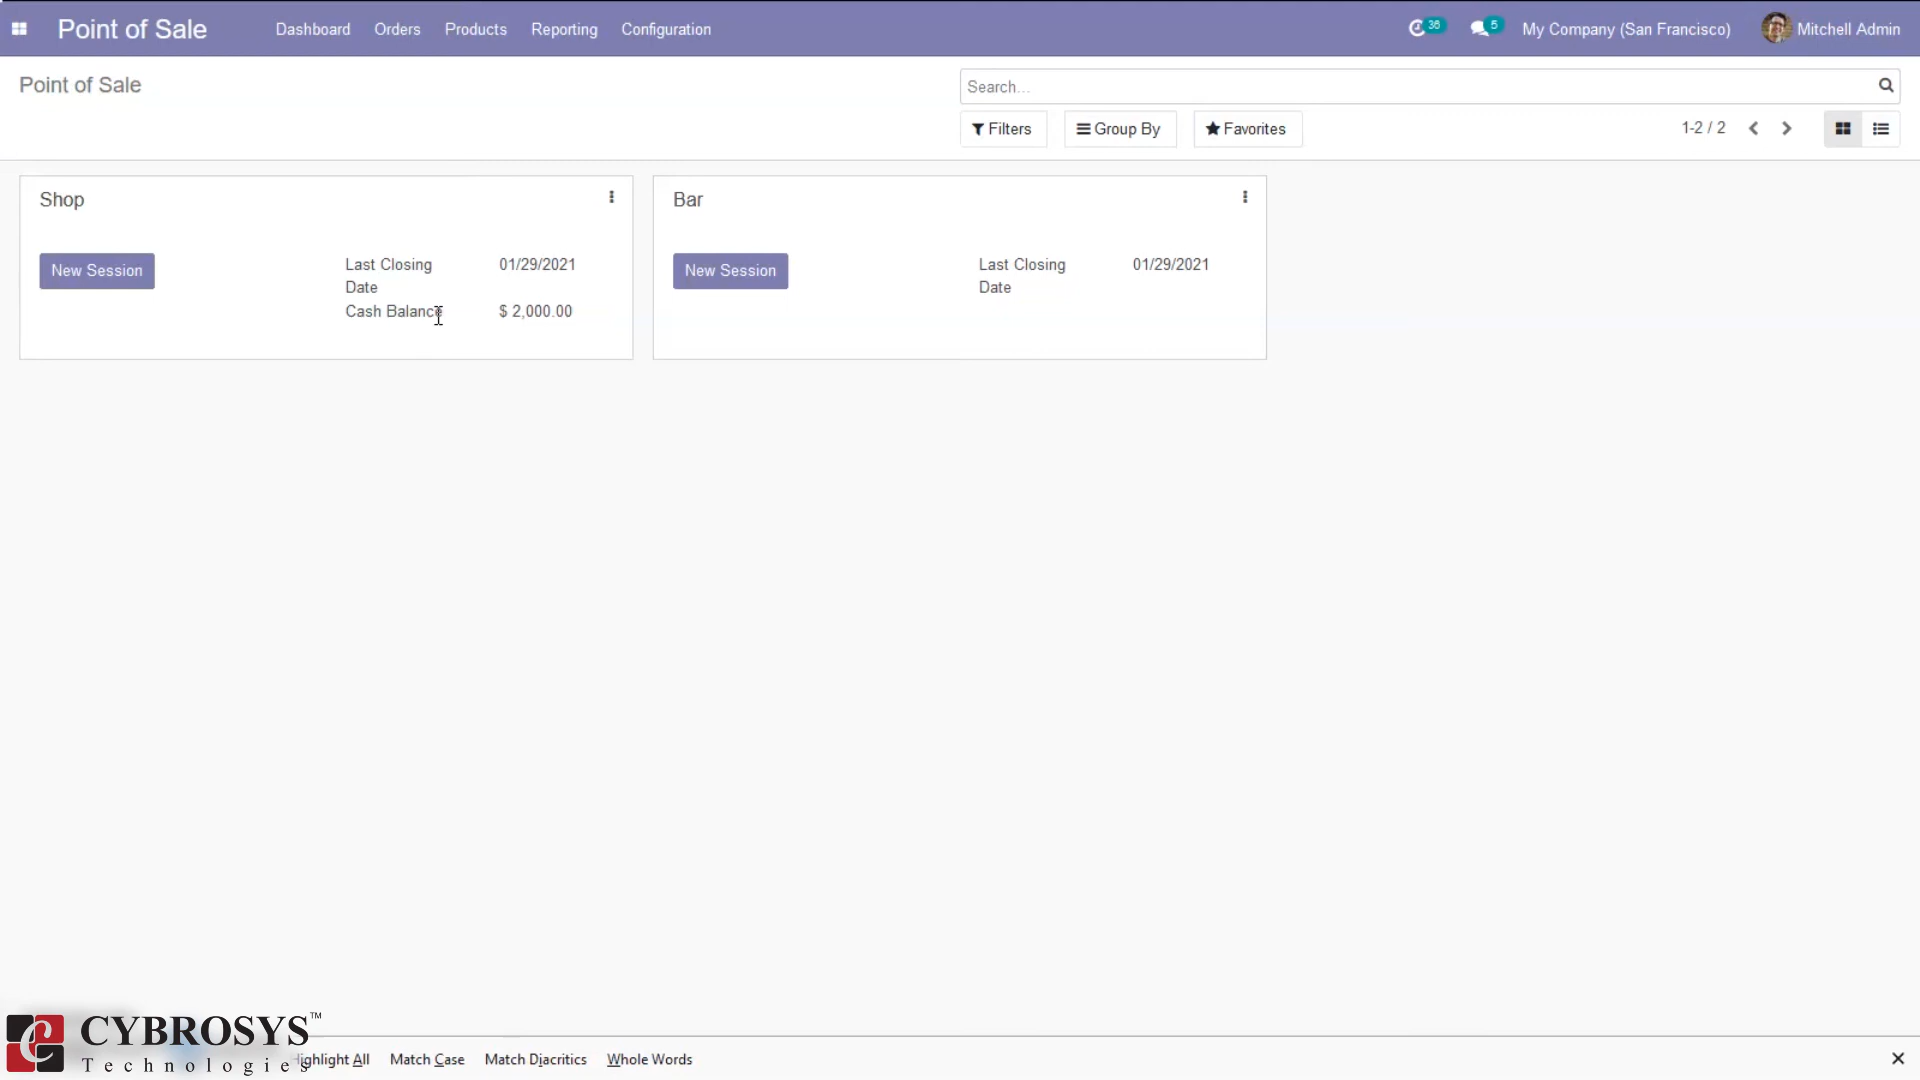 Point of Sale Dashboard Orders Products Reporting Configuration 36 5 My Company (San Francisco) Mitchell Admin
Point of Sale
Search...
Filters Group By Favorites 1-2 / 2
Shop
New Session
Last Closing Date 01/29/2021
Cash Balance $ 2,000.00
Bar
New Session
Last Closing Date 01/29/2021
CYBROSYS™
Technologies
Highlight All Match Case Match Diacritics Whole Words